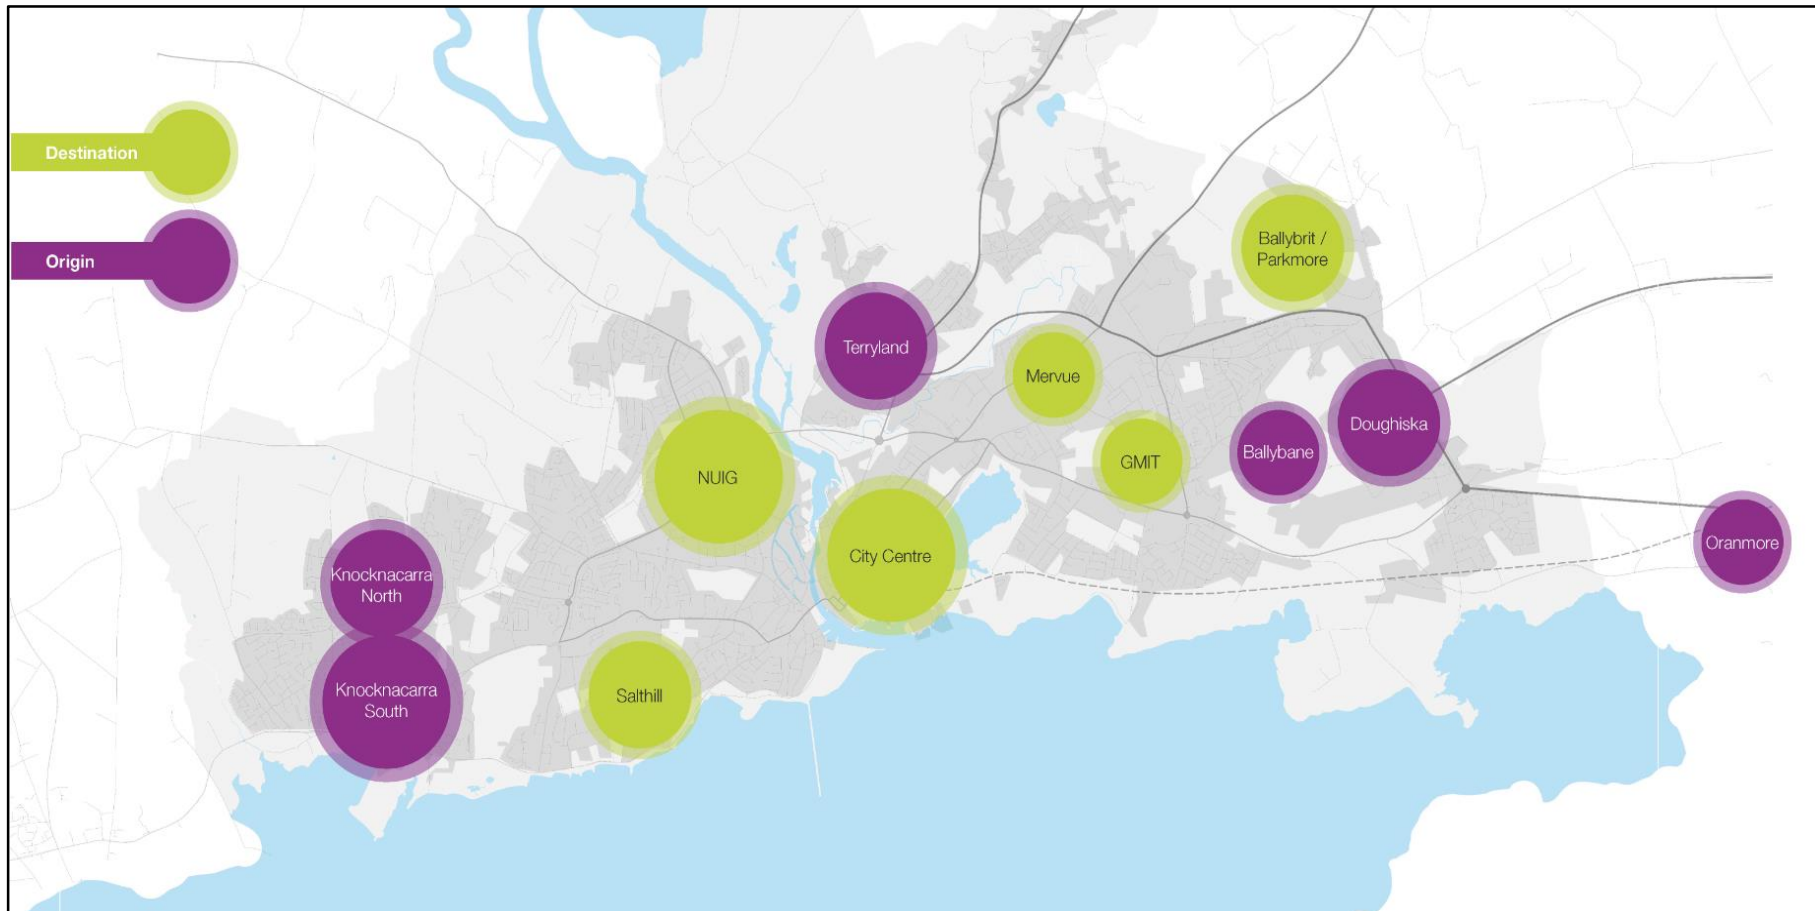 Destination
Origin
Ballybrit /
Parkmore
Terryland
Mervue
Doughiska
Ballybane
GMIT
NUIG
City Centre
Oranmore
Knocknacarra
North
Knocknacarra
South
Salthill